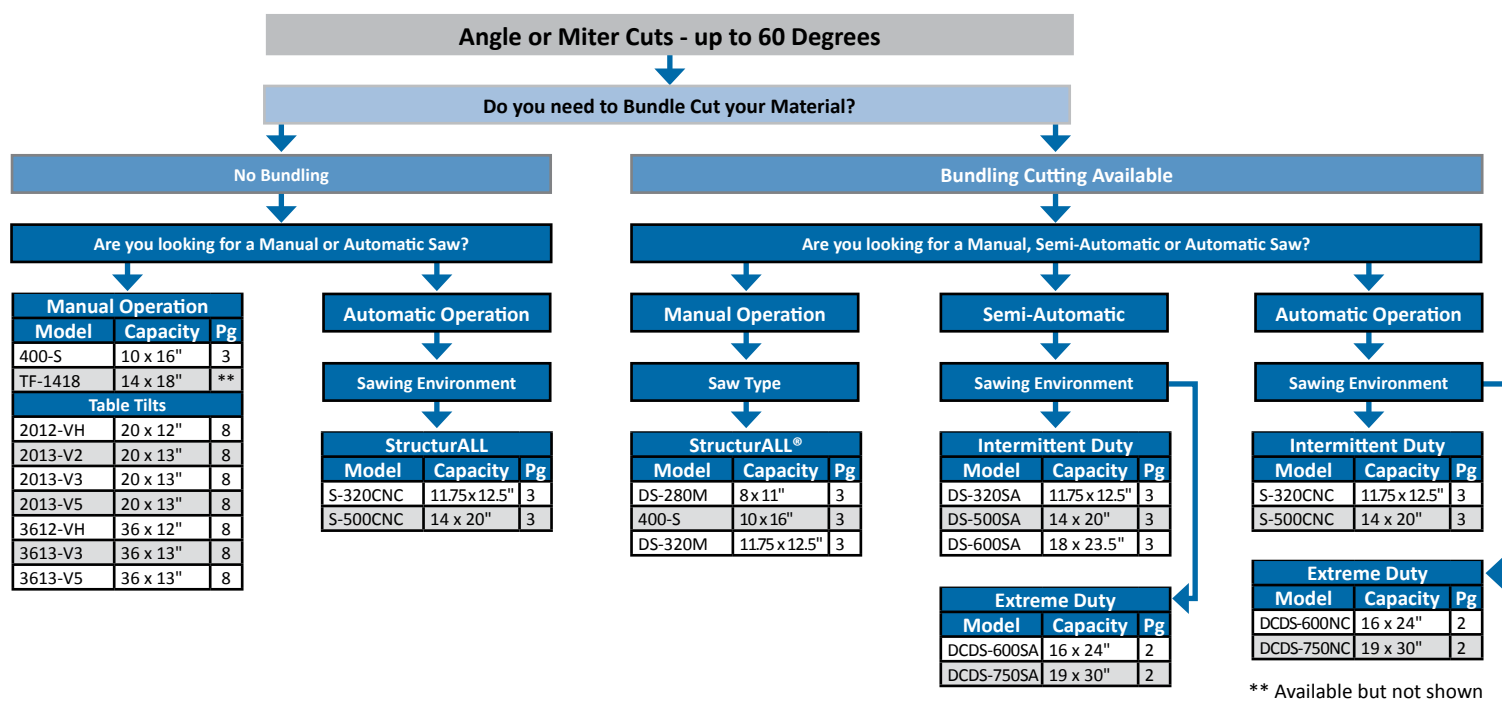 Angle or Miter Cuts - up to 60 Degrees
Do you need to Bundle Cut your Material?
No Bundling
Are you looking for a Manual or Automatic Saw?
Manual Operation
Model Capacity Pg
400-S 10 x 16" 3
TF-1418 14 x 18" **
Table Tilts
2012-VH 20 x 12" 8
2013-V2 20 x 13" 8
2013-V3 20 x 13" 8
2013-V5 20 x 13" 8
3612-VH 36 x 12" 8
3613-V3 36 x 13" 8
3613-V5 36 x 13" 8
Automatic Operation
Sawing Environment
StructurALL
Model Capacity Pg
S-320CNC 11.75 x 12.5" 3
S-500CNC 14 x 20" 3
Bundling Cutting Available
Are you looking for a Manual, Semi-Automatic or Automatic Saw?
Manual Operation
Saw Type
StructurALL®
Model Capacity Pg
DS-280M 8 x 11" 3
400-S 10 x 16" 3
DS-320M 11.75 x 12.5" 3
Semi-Automatic
Sawing Environment
Intermittent Duty
Model Capacity Pg
DS-320SA 11.75 x 12.5" 3
DS-500SA 14 x 20" 3
DS-600SA 18 x 23.5" 3
Extreme Duty
Model Capacity Pg
DCDS-600SA 16 x 24" 2
DCDS-750SA 19 x 30" 2
Automatic Operation
Sawing Environment
Intermittent Duty
Model Capacity Pg
S-320CNC 11.75 x 12.5" 3
S-500CNC 14 x 20" 3
Extreme Duty
Model Capacity Pg
DCDS-600NC 16 x 24" 2
DCDS-750NC 19 x 30" 2
** Available but not shown